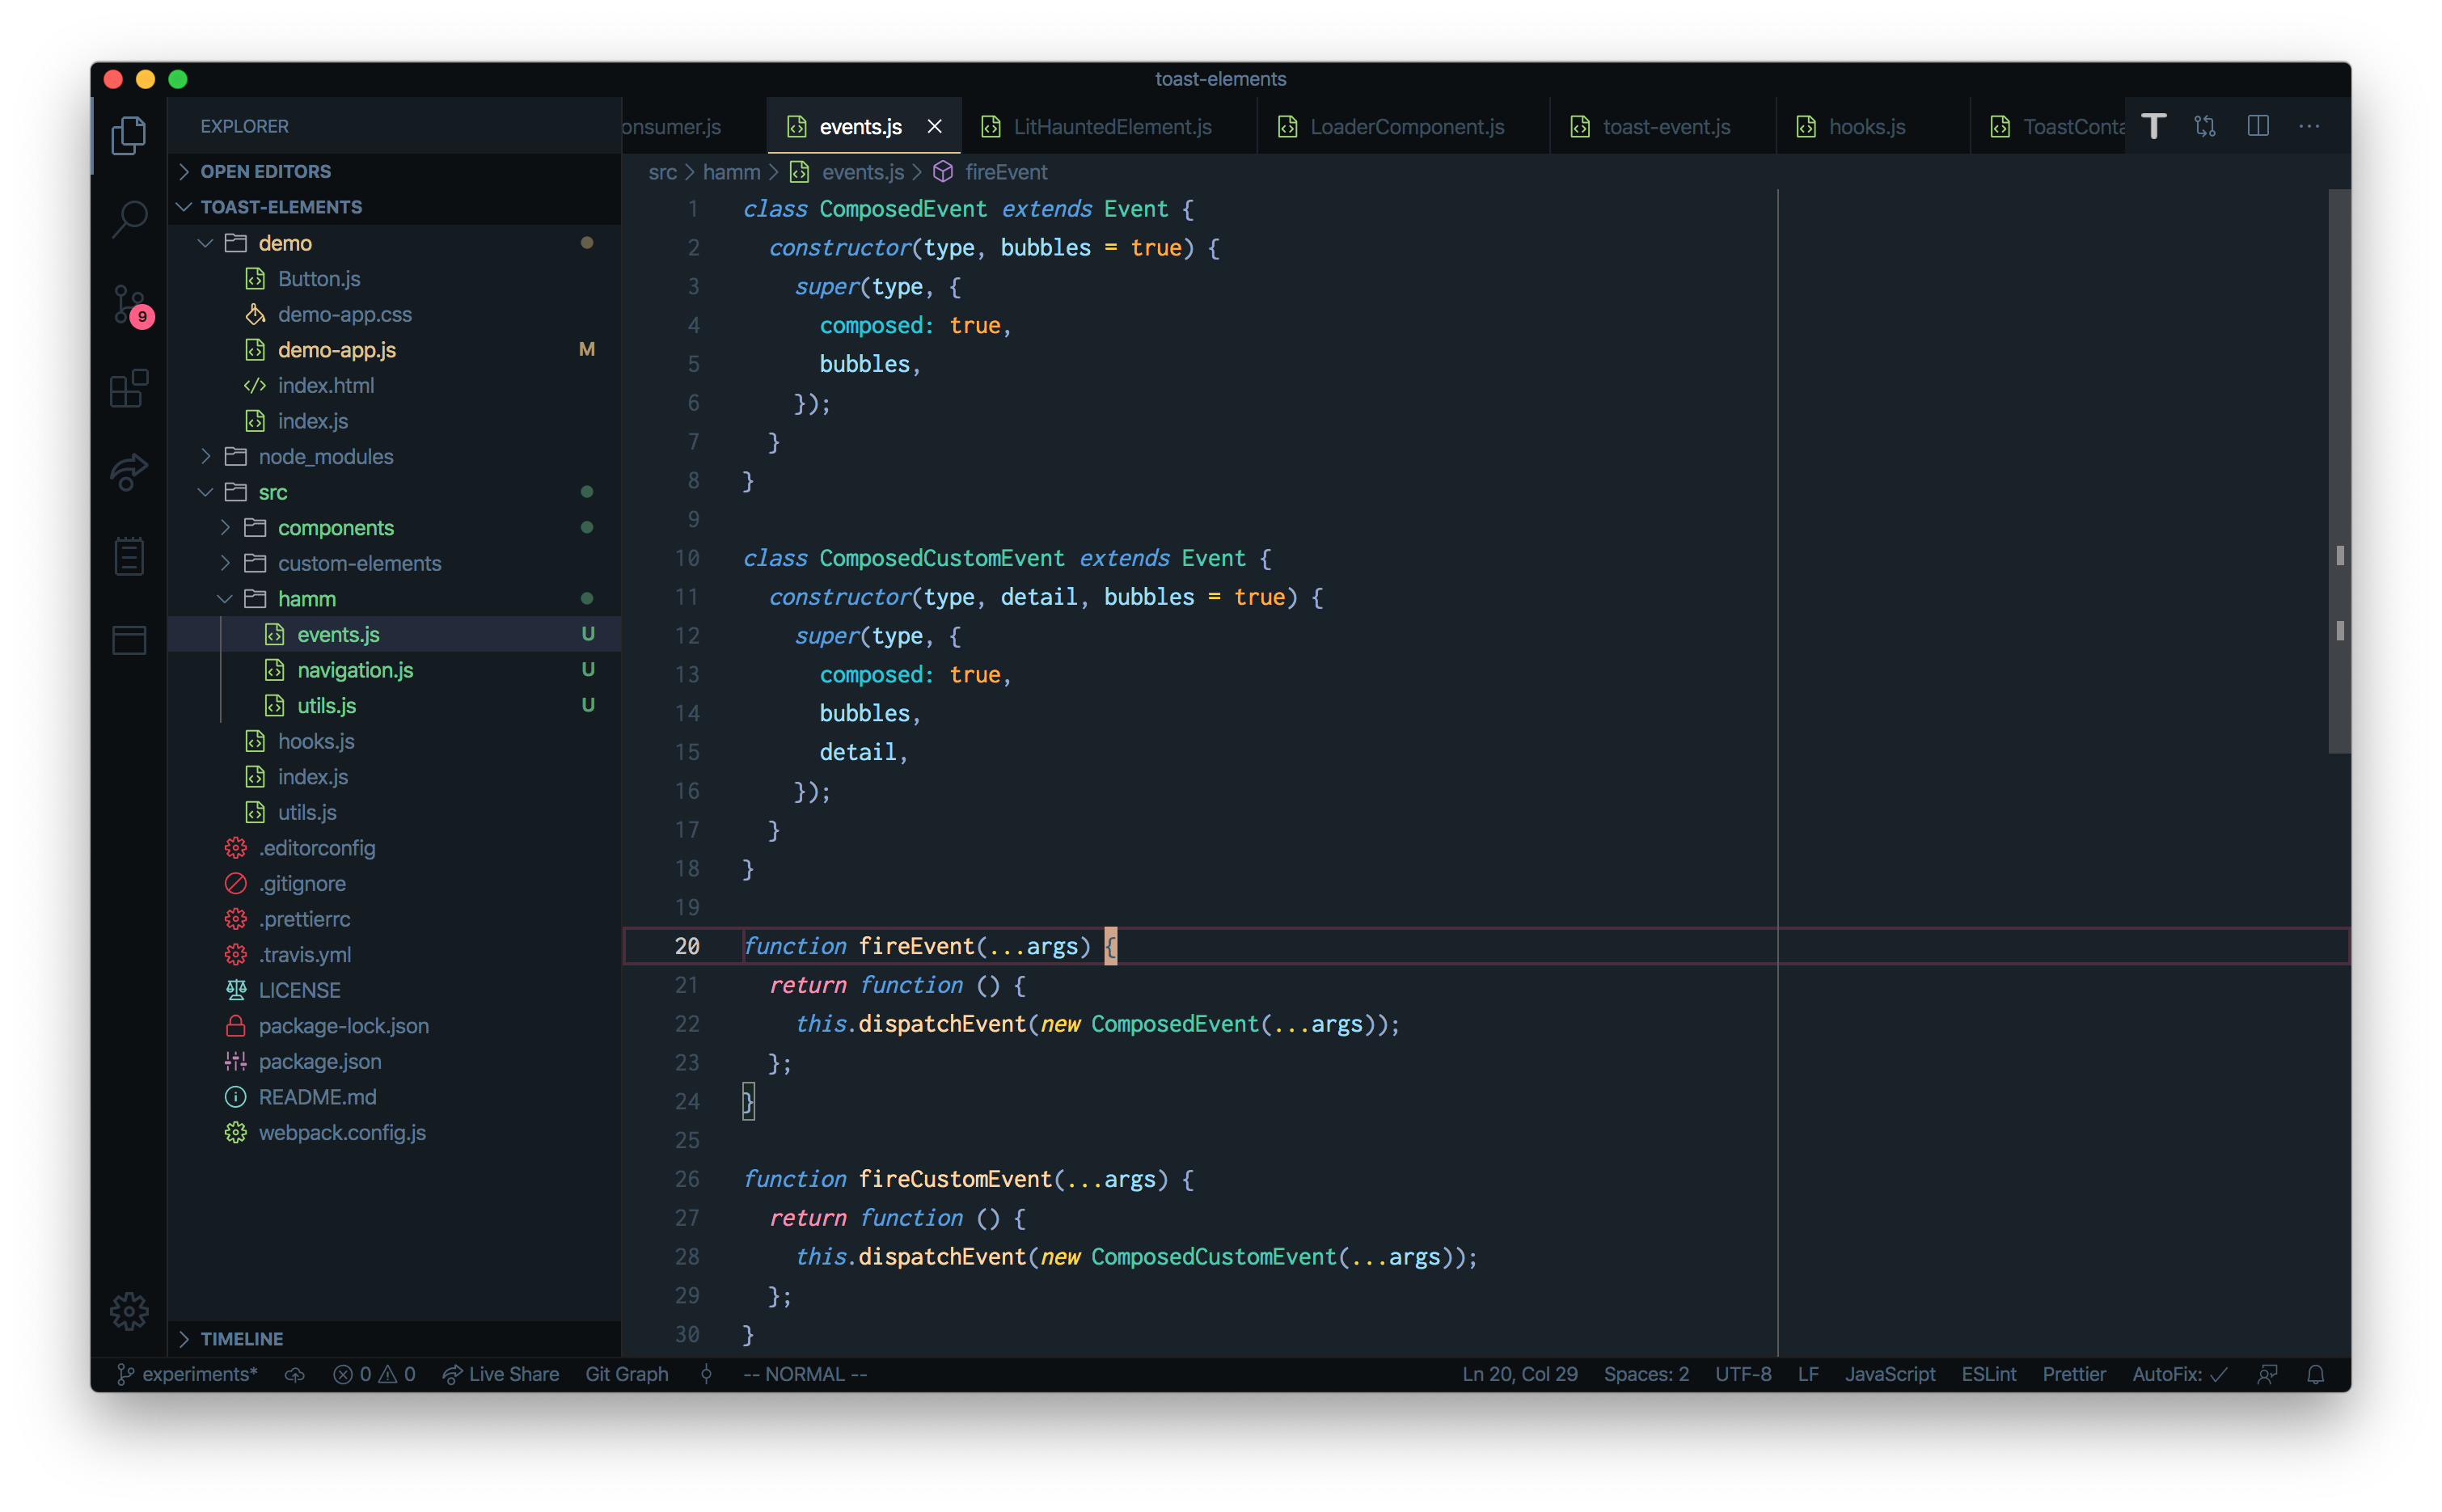 toast-elements
EXPLORER
OPEN EDITORS
TOAST-ELEMENTS
demo
Button.js
demo-app.css
demo-app.js M
index.html
index.js
node_modules
src
components
custom-elements
hamm
events.js U
navigation.js U
utils.js U
hooks.js
index.js
utils.js
.editorconfig
.gitignore
.prettierrc
.travis.yml
LICENSE
package-lock.json
package.json
README.md
webpack.config.js
TIMELINE
9
onsumer.js events.js LitHauntedElement.js LoaderComponent.js toast-event.js hooks.js ToastConta
src > hamm > events.js > fireEvent
1 class ComposedEvent extends Event {
2 constructor(type, bubbles = true) {
3 super(type, {
4 composed: true,
5 bubbles,
6 });
7 }
8 }
9
10 class ComposedCustomEvent extends Event {
11 constructor(type, detail, bubbles = true) {
12 super(type, {
13 composed: true,
14 bubbles,
15 detail,
16 });
17 }
18 }
19
20 function fireEvent(...args) {
21 return function () {
22 this.dispatchEvent(new ComposedEvent(...args));
23 };
24 }
25
26 function fireCustomEvent(...args) {
27 return function () {
28 this.dispatchEvent(new ComposedCustomEvent(...args));
29 };
30 }
experiments* 0 0 Live Share Git Graph -- NORMAL -- Ln 20, Col 29 Spaces: 2 UTF-8 LF JavaScript ESLint Prettier AutoFix: ✓